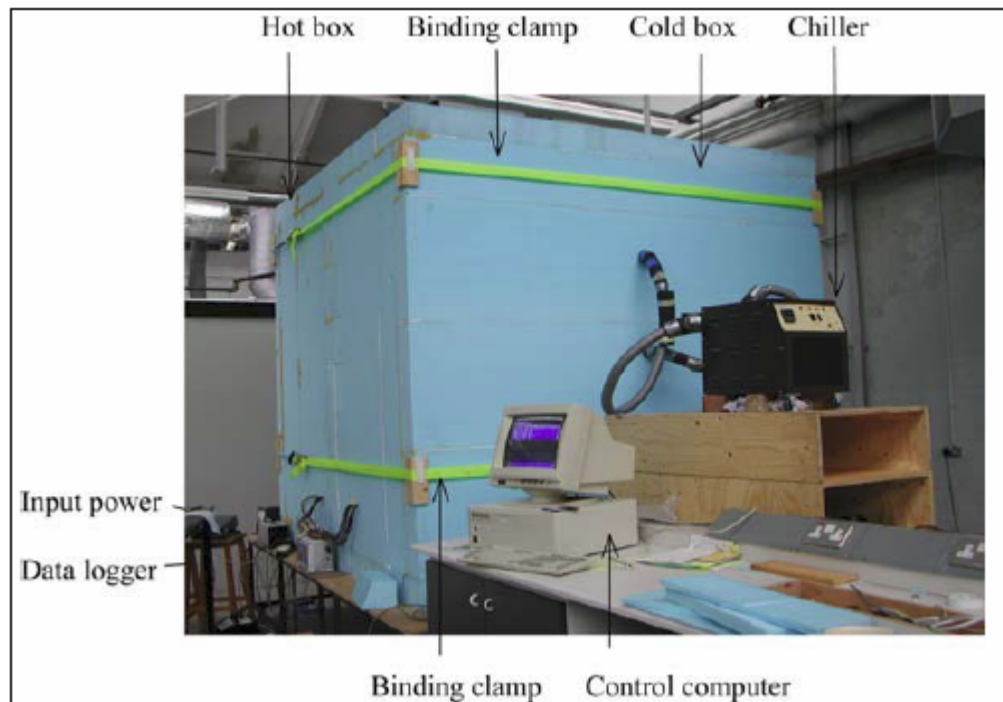 Hot box Binding clamp Cold box Chiller
Input power
Data logger
Binding clamp Control computer